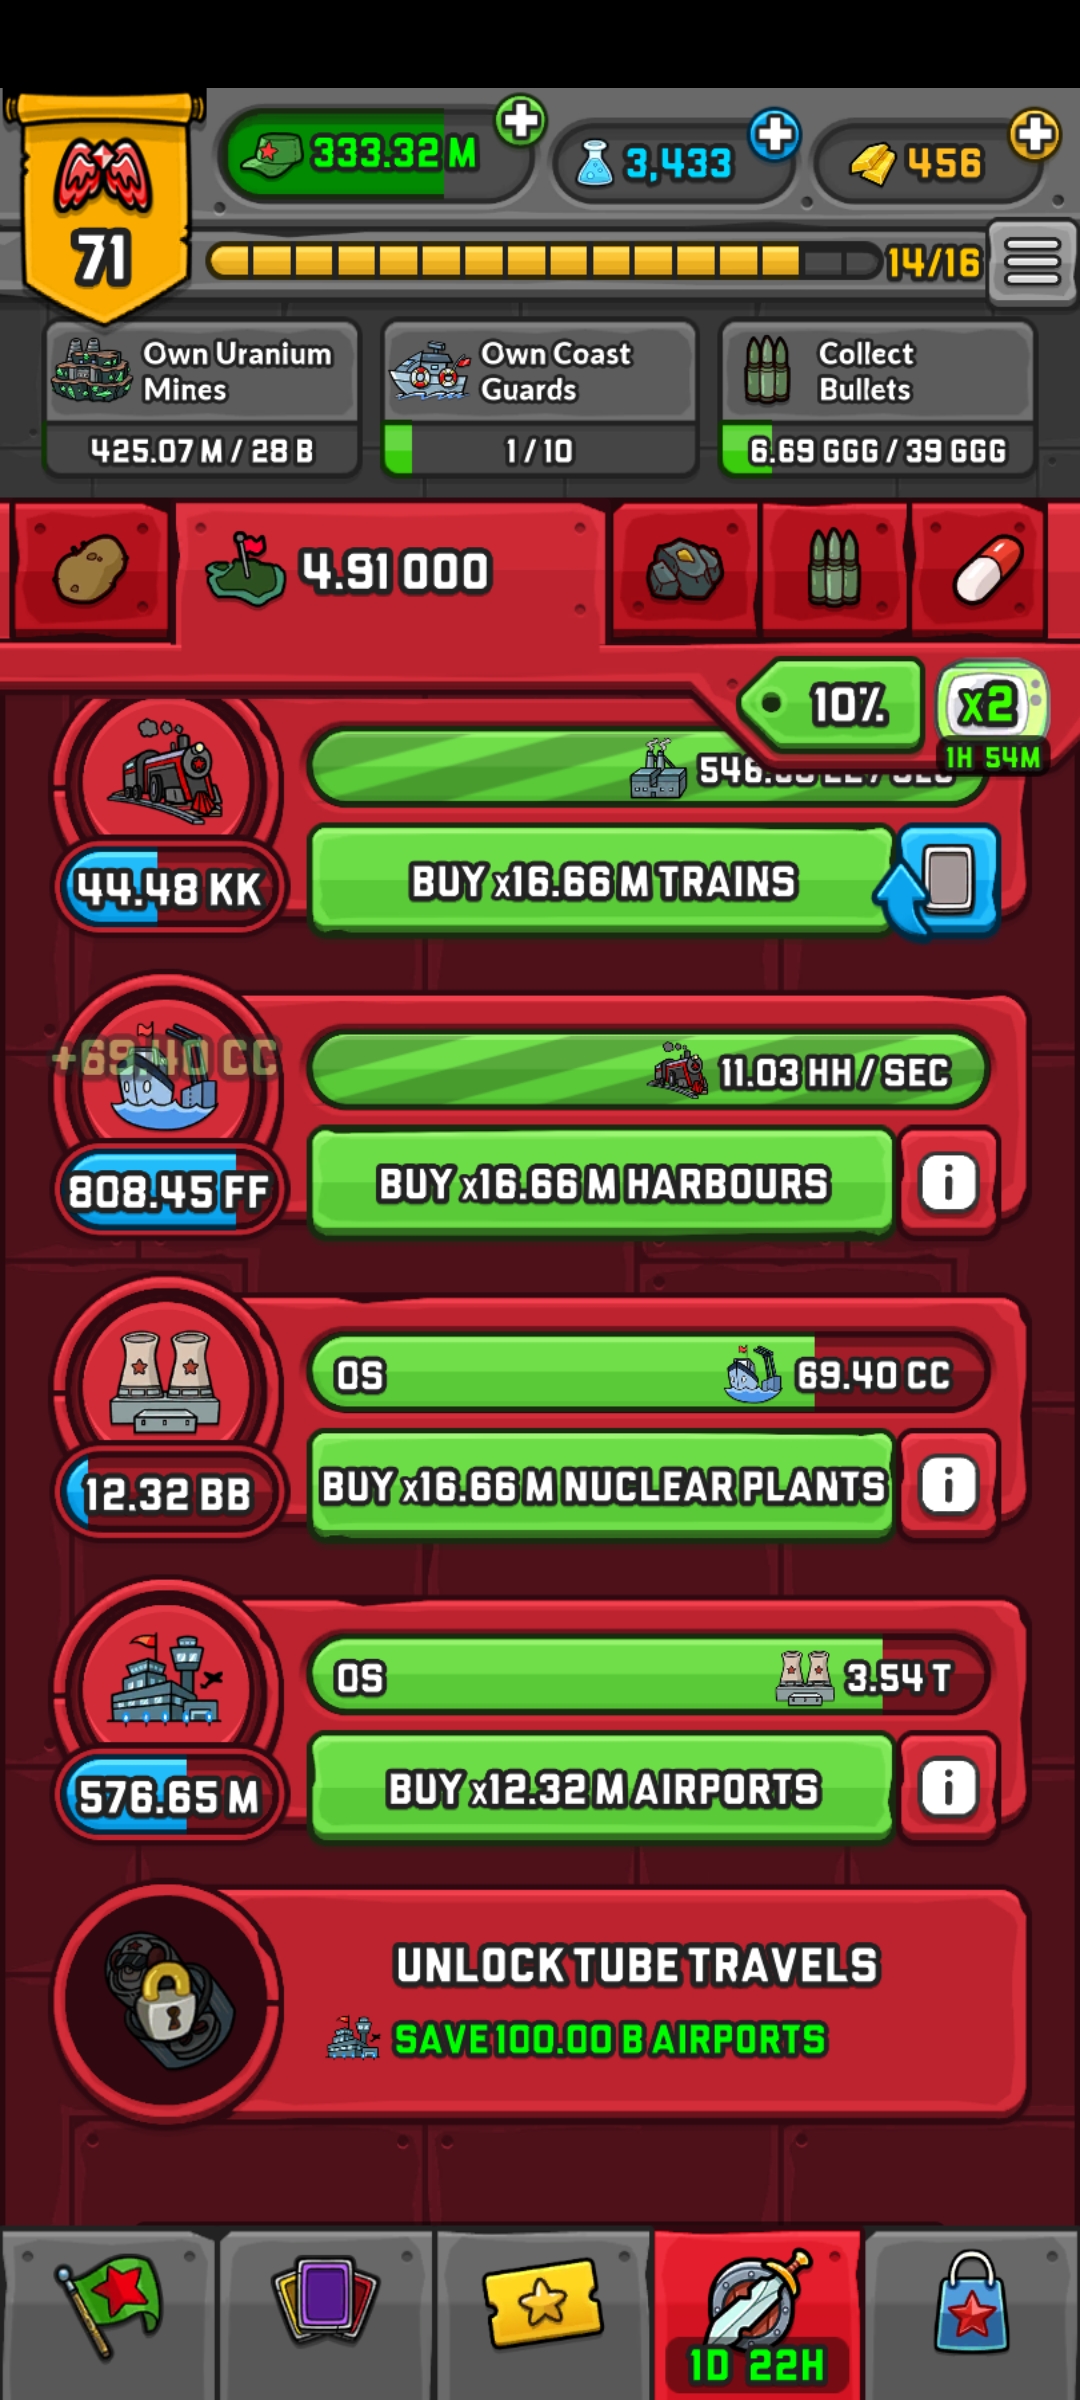 333.32 M
3,433
456
71
14/16
Own Uranium
Mines
425.07 M / 28 B
Own Coast
Guards
1 / 10
Collect
Bullets
6.69 GGG / 39 GGG
4.91 000
10%
x2
1H 54M
44.48 KK
BUY x16.66 M TRAINS
+69.40 CC
11.03 HH / SEC
808.45 FF
BUY x16.66 M HARBOURS
0S
69.40 CC
12.32 BB
BUY x16.66 M NUCLEAR PLANTS
0S
3.54 T
576.65 M
BUY x12.32 M AIRPORTS
UNLOCK TUBE TRAVELS
SAVE 100.00 B AIRPORTS
1D 22H